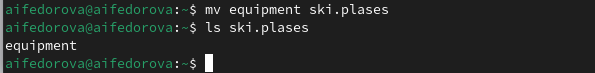 aifedorova@aifedorova:~$ mv equipment ski.plases
aifedorova@aifedorova:~$ ls ski.plases
equipment
aifedorova@aifedorova:~$